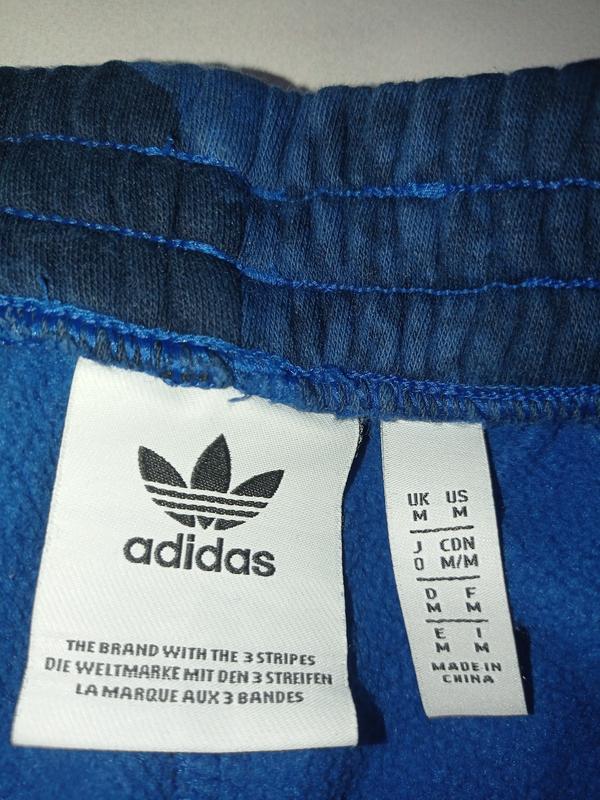 adidas
THE BRAND WITH THE 3 STRIPES
DIE WELTMARKE MIT DEN 3 STREIFEN
LA MARQUE AUX 3 BANDES
UK US
M M
J CDN
O M/M
D F
M M
E I
M M
MADE IN
CHINA